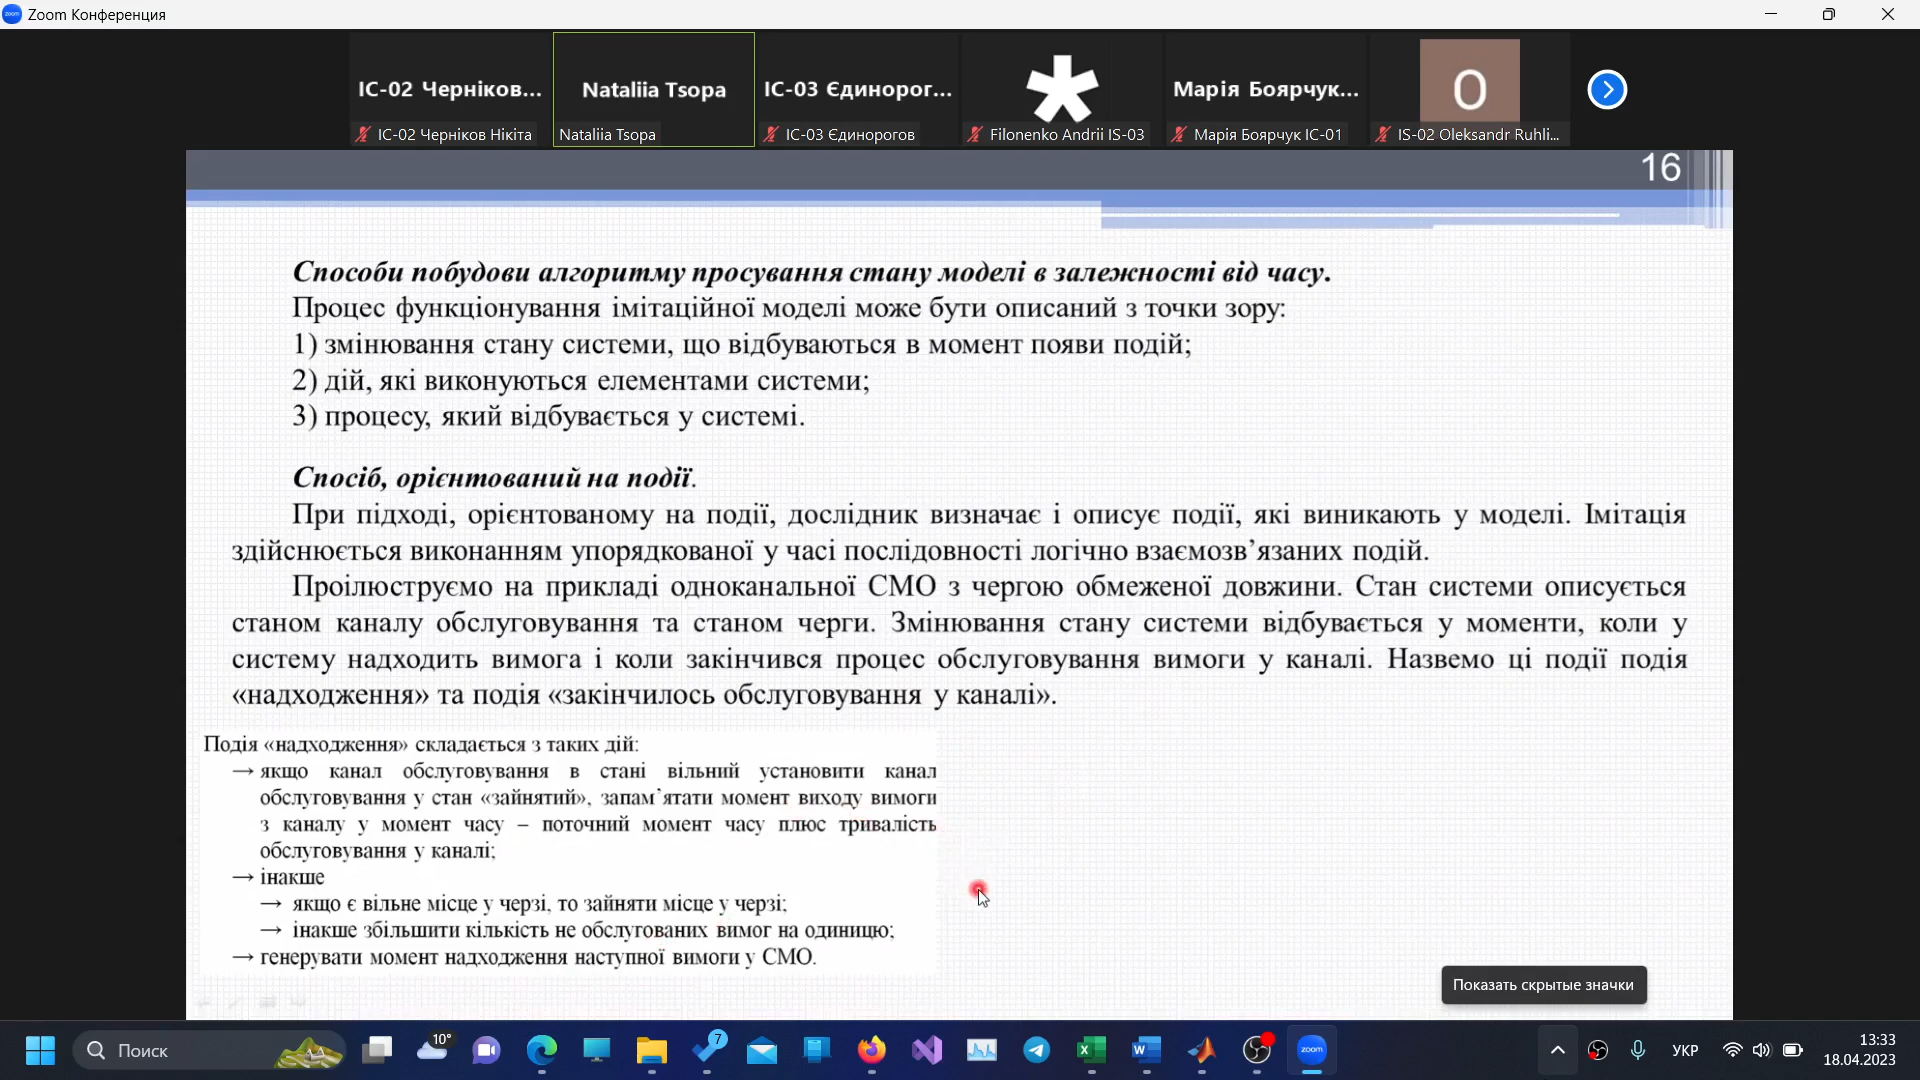 Zoom Конференция
ІС-02 Черніков...
Nataliia Tsopa
ІС-03 Єдинорог...
Марія Боярчук...
O
ІС-02 Черніков Нікіта
Nataliia Tsopa
ІС-03 Єдинорогов
Filonenko Andrii IS-03
Марія Боярчук ІС-01
IS-02 Oleksandr Ruhli...
16
Способи побудови алгоритму просування стану моделі в залежності від часу.
Процес функціонування імітаційної моделі може бути описаний з точки зору:
1) змінювання стану системи, що відбуваються в момент появи подій;
2) дій, які виконуються елементами системи;
3) процесу, який відбувається у системі.
Спосіб, орієнтований на події.
При підході, орієнтованому на події, дослідник визначає і описує події, які виникають у моделі. Імітація
здійснюється виконанням упорядкованої у часі послідовності логічно взаємозв’язаних подій.
Проілюструємо на прикладі одноканальної СМО з чергою обмеженої довжини. Стан системи описується
станом каналу обслуговування та станом черги. Змінювання стану системи відбувається у моменти, коли у
систему надходить вимога і коли закінчився процес обслуговування вимоги у каналі. Назвемо ці події подія
«надходження» та подія «закінчилось обслуговування у каналі».
Подія «надходження» складається з таких дій:
→ якщо канал обслуговування в стані вільний установити канал
обслуговування у стан «зайнятий», запам’ятати момент виходу вимоги
з каналу у момент часу – поточний момент часу плюс тривалість
обслуговування у каналі;
→ інакше
→ якщо є вільне місце у черзі, то зайняти місце у черзі;
→ інакше збільшити кількість не обслугованих вимог на одиницю;
→ генерувати момент надходження наступної вимоги у СМО.
Показать скрытые значки
Поиск
10°
7
zoom
УКР
13:33
18.04.2023